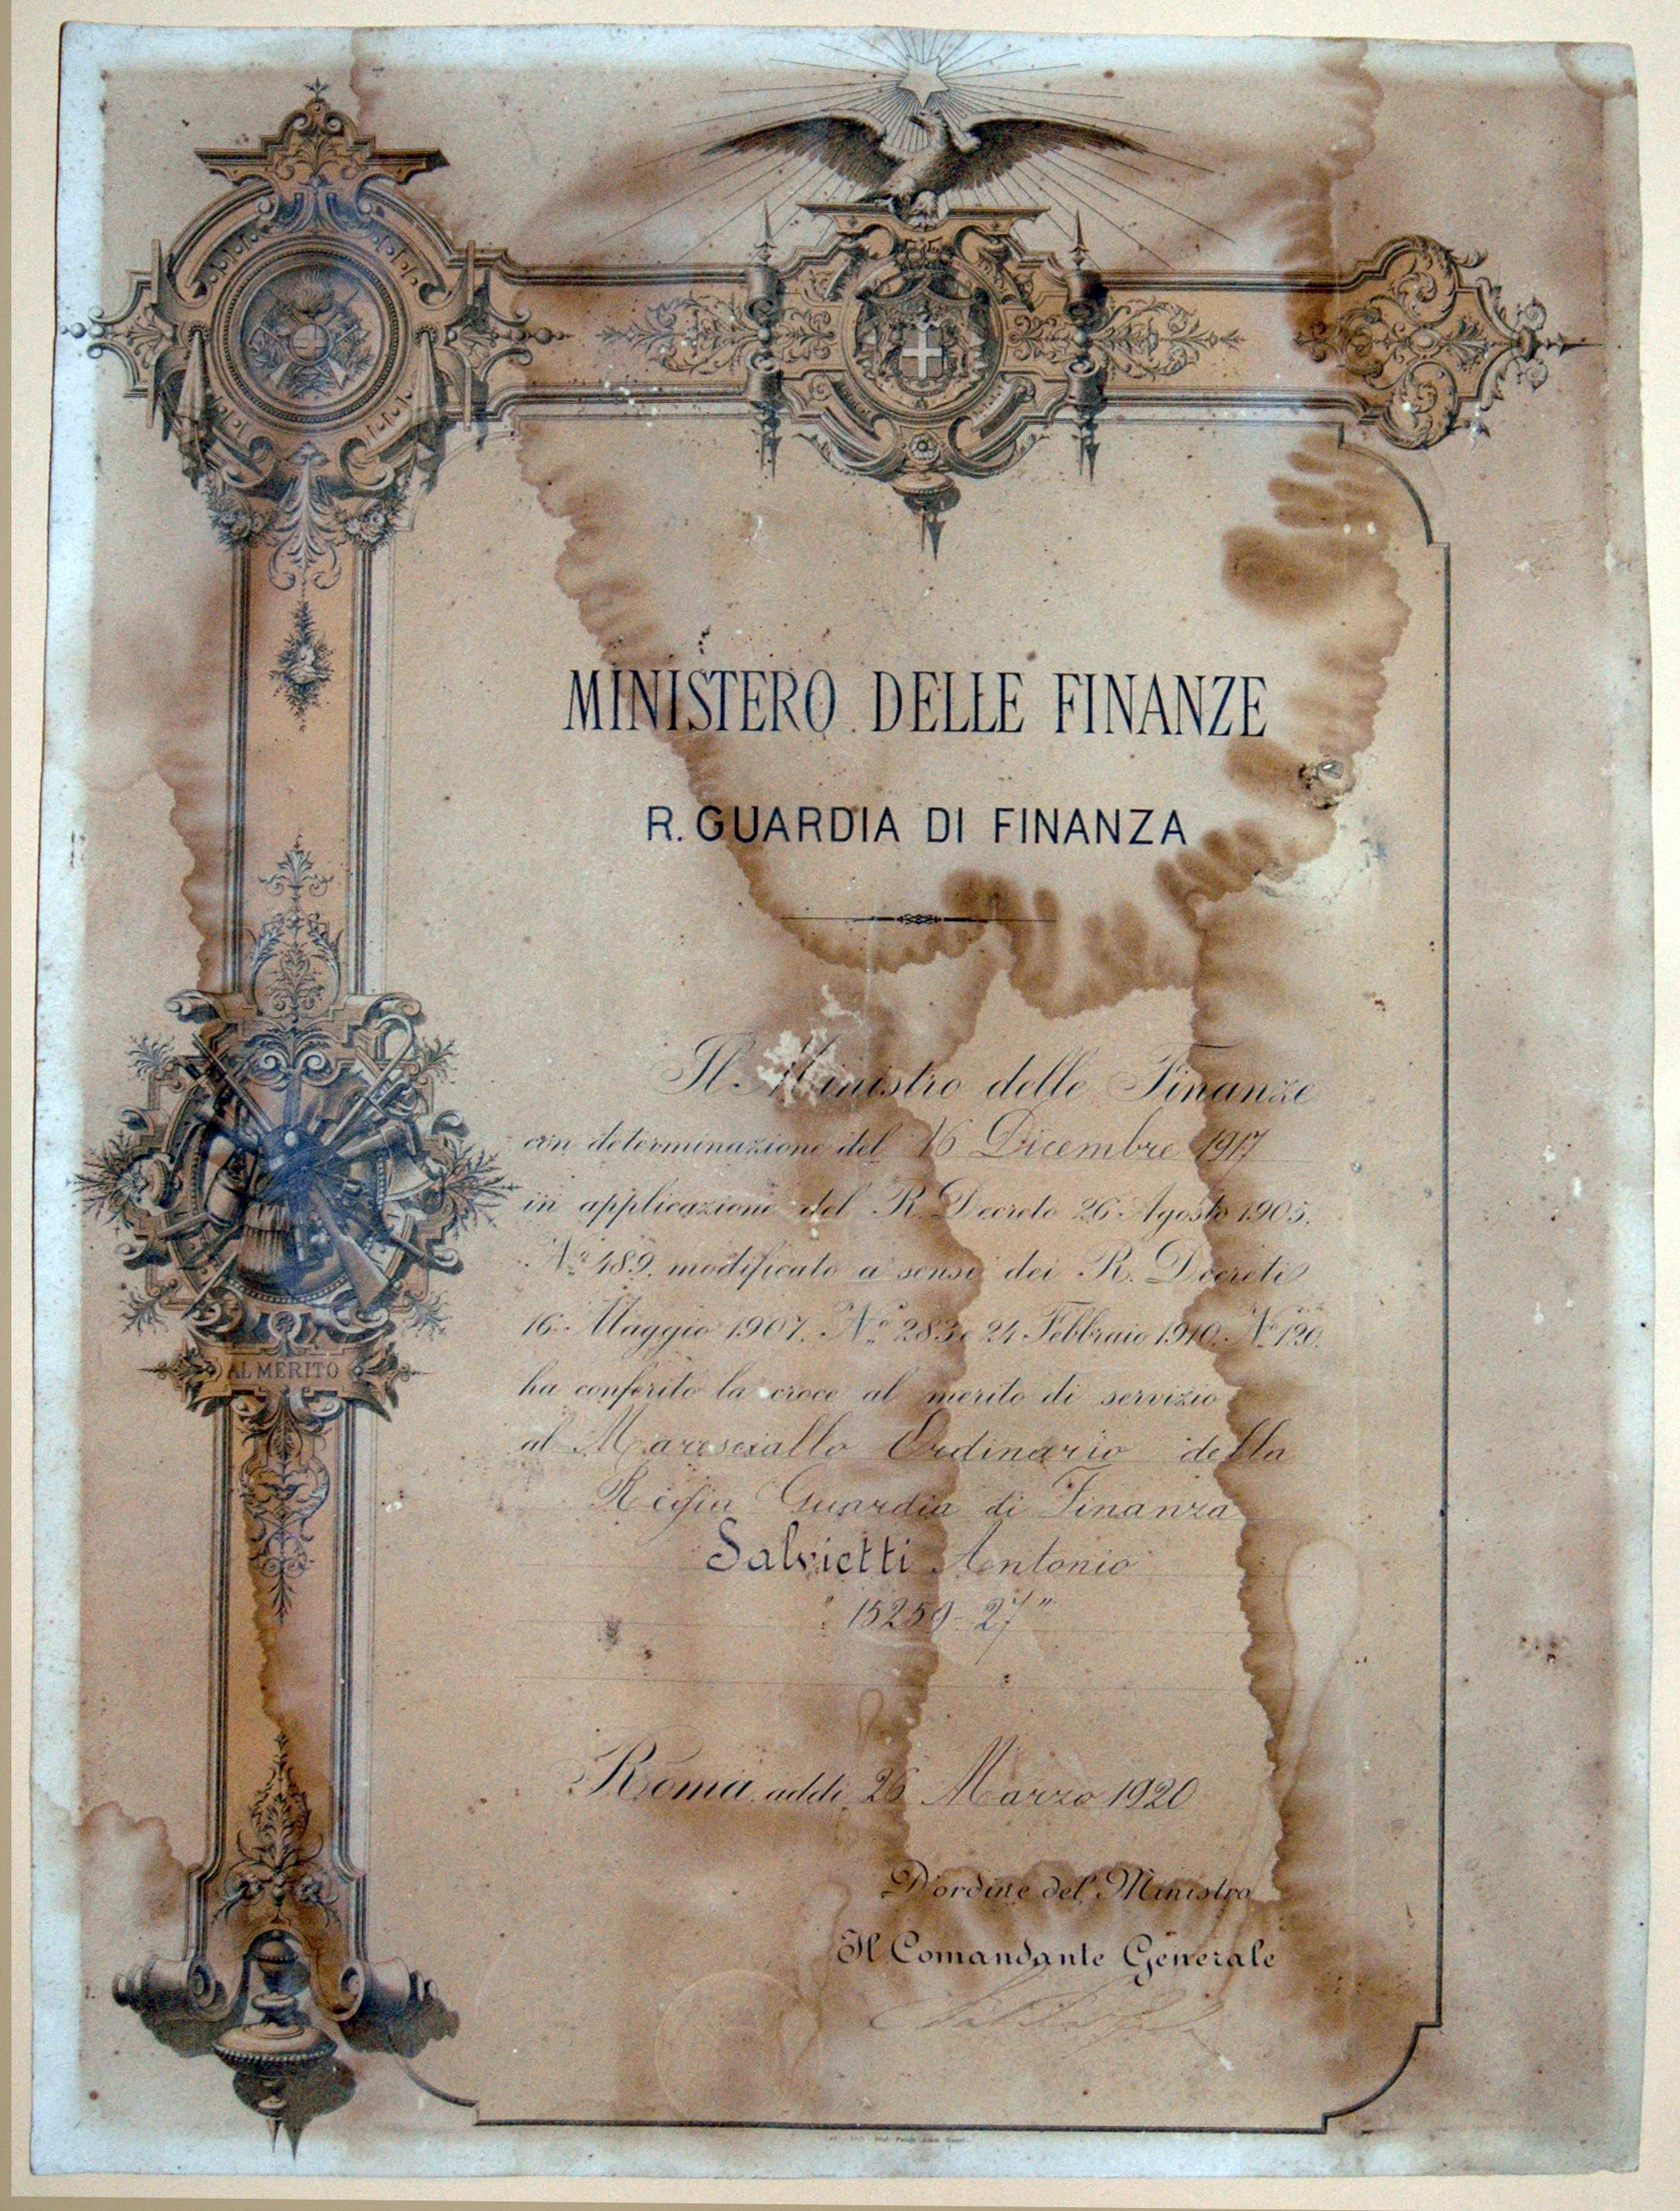 MINISTERO DELLE FINANZE
R. GUARDIA DI FINANZA
Il Ministro delle Finanze
con determinazione del 16 Dicembre 1917
in applicazione del R. Decreto 26 Agosto 1905,
N.º 489. modificato a sensi dei R. Decreti
16 Maggio 1907. N.º 283 e 24 Febbraio 1910. N.º 120.
ha conferito la croce al merito di servizio
al Maresciallo Ordinario della
Regia Guardia di Finanza
Salvietti Antonio
" 15259 - 27 "
Roma addì 26 Marzo 1920
D'ordine del Ministro
Il Comandante Generale
AL MERITO